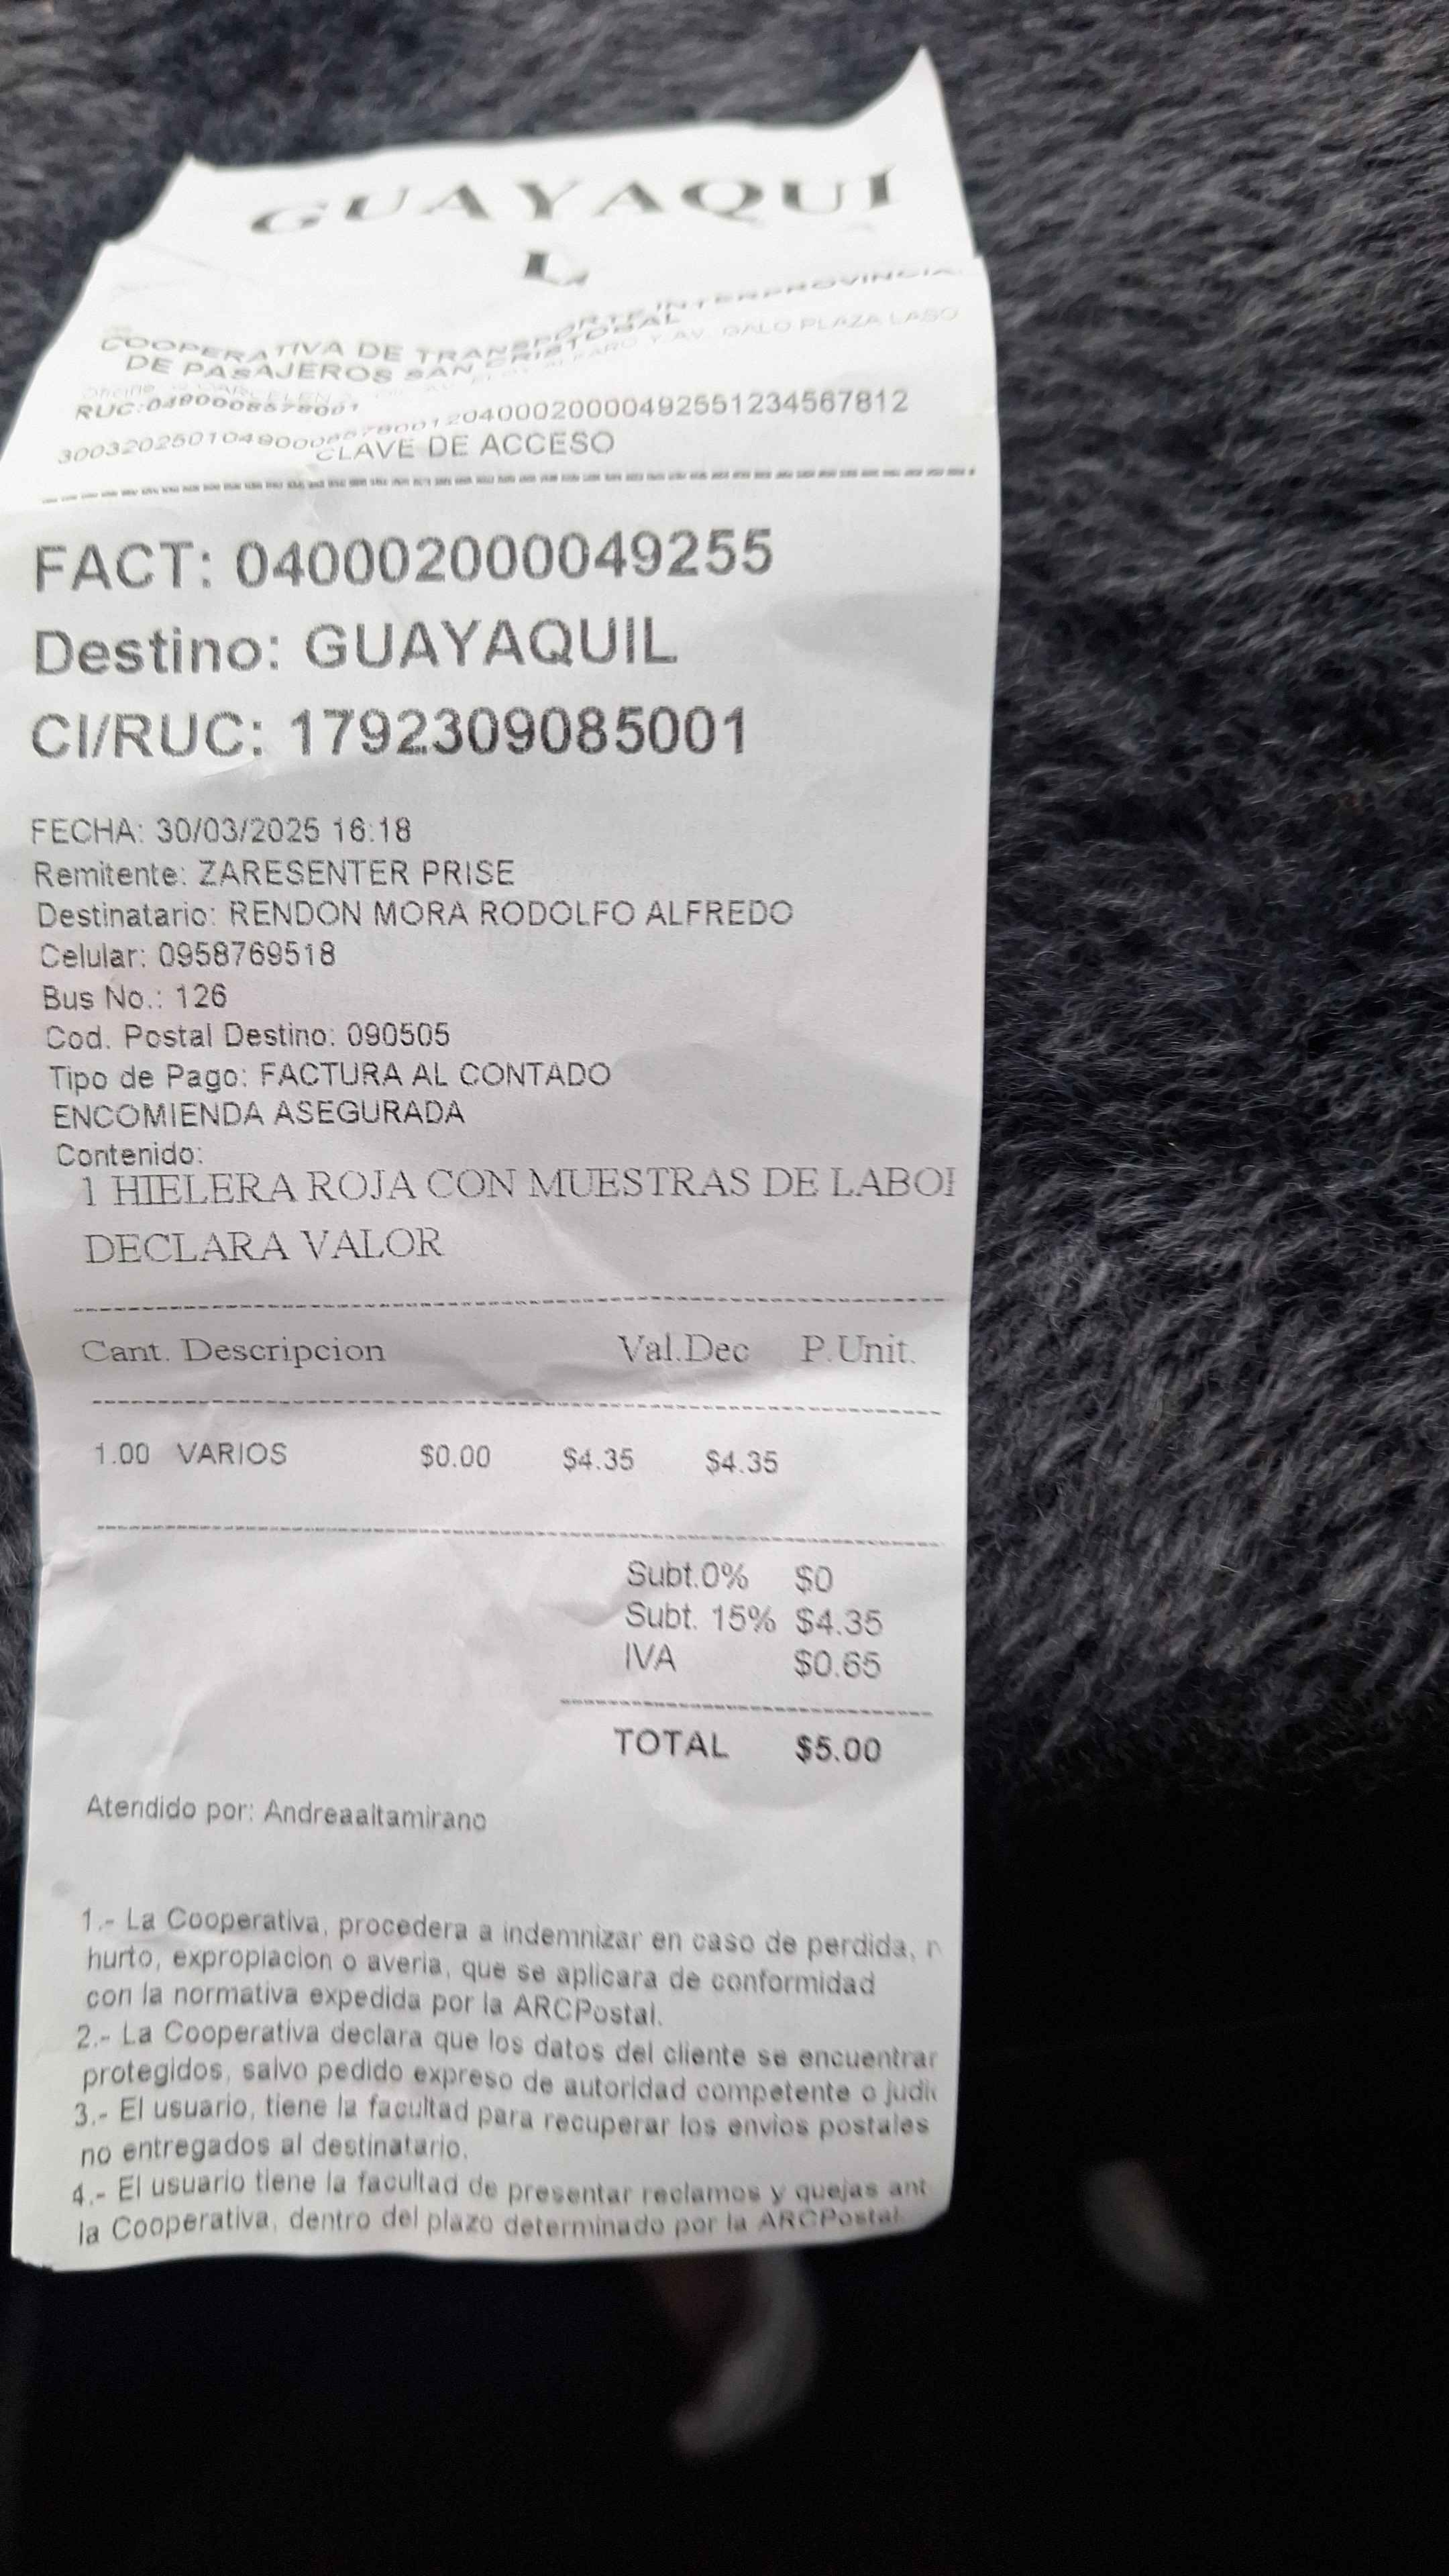 GUAYAQUI
L
COOPERATIVA DE TRANSPORTE INTERPROVINCIAL
DE PASAJEROS SAN CRISTOBAL
Y AV. GALO PLAZA LASO
RUC:0490008578001
3003202501049000857800120400020000492551234567812
CLAVE DE ACCESO
FACT: 040002000049255
Destino: GUAYAQUIL
CI/RUC: 1792309085001
FECHA: 30/03/2025 16:18
Remitente: ZARESENTER PRISE
Destinatario: RENDON MORA RODOLFO ALFREDO
Celular: 0958769518
Bus No.: 126
Cod. Postal Destino: 090505
Tipo de Pago: FACTURA AL CONTADO
ENCOMIENDA ASEGURADA
Contenido:
1 HIELERA ROJA CON MUESTRAS DE LABO
DECLARA VALOR
Cant. Descripcion Val.Dec P.Unit.
1.00 VARIOS $0.00 $4.35 $4.35
Subt.0% $0
Subt. 15% $4.35
IVA $0.65
TOTAL $5.00
Atendido por: Andreaaltamirano
1.- La Cooperativa, procedera a indemnizar en caso de perdida,
hurto, expropiacion o averia, que se aplicara de conformidad
con la normativa expedida por la ARCPostal.
2.- La Cooperativa declara que los datos del cliente se encuentran
protegidos, salvo pedido expreso de autoridad competente o judi
3.- El usuario, tiene la facultad para recuperar los envios postales
no entregados al destinatario.
4.- El usuario tiene la facultad de presentar reclamos y quejas ant
la Cooperativa, dentro del plazo determinado por la ARCPostal.